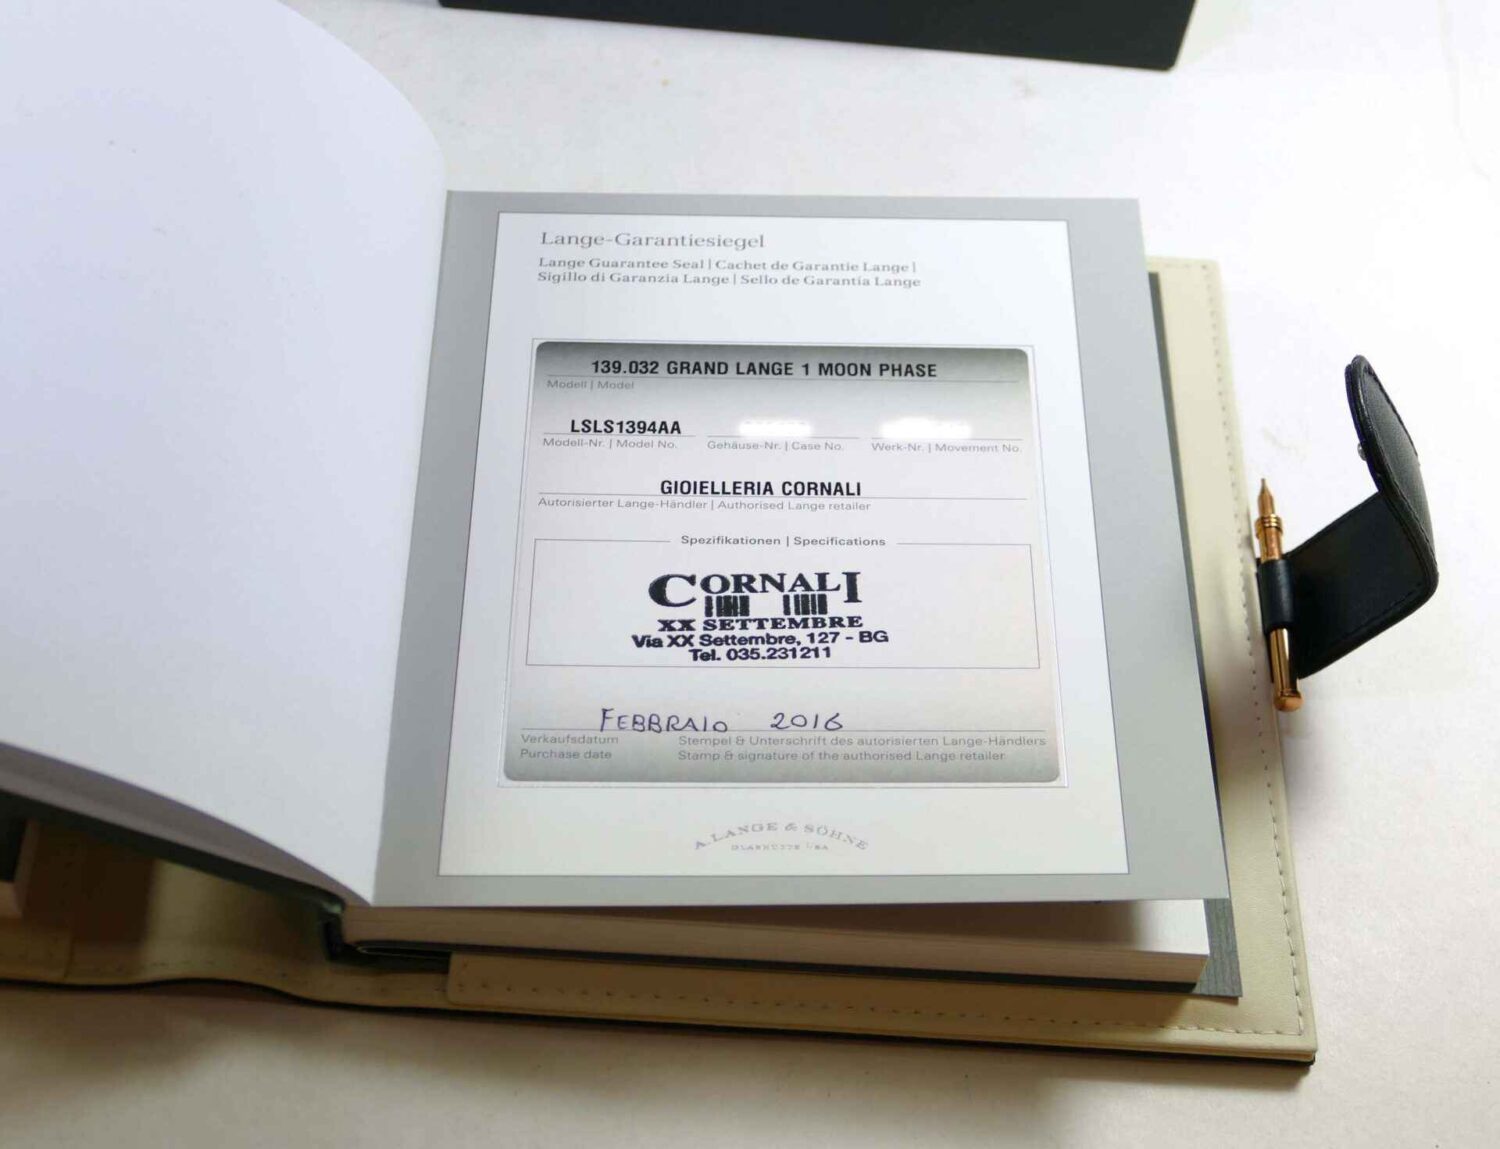 Lange-Garantiesiegel
Lange Guarantee Seal | Cachet de Garantie Lange |
Sigillo di Garanzia Lange | Sello de Garantía Lange
139.032 GRAND LANGE 1 MOON PHASE
Modell | Model
LSLS1394AA
Modell-Nr. | Model No. Gehäuse-Nr. | Case No. Werk-Nr. | Movement No.
GIOIELLERIA CORNALI
Autorisierter Lange-Händler | Authorised Lange retailer
Spezifikationen | Specifications
CORNALI
XX SETTEMBRE
Via XX Settembre, 127 - BG
Tel. 035.231211
FEBBRAIO 2016
Verkaufsdatum Stempel & Unterschrift des autorisierten Lange-Händlers
Purchase date Stamp & signature of the authorised Lange retailer
A. LANGE & SÖHNE